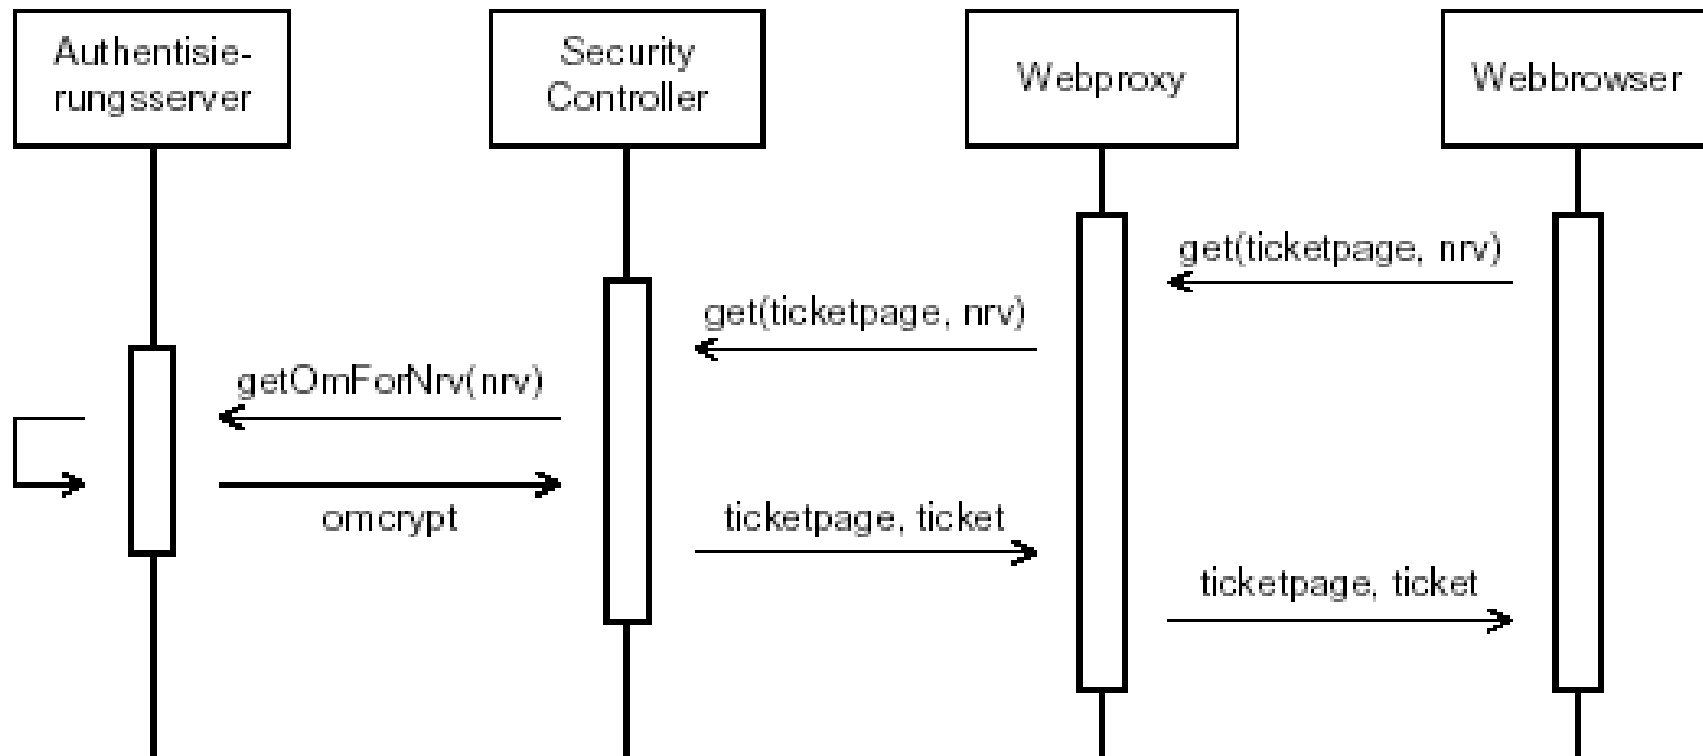 Authentisie-
rungsserver
Security
Controller
Webproxy
Webbrowser
get(ticketpage, nrv)
get(ticketpage, nrv)
getOmForNrv(nrv)
omcrypt
ticketpage, ticket
ticketpage, ticket